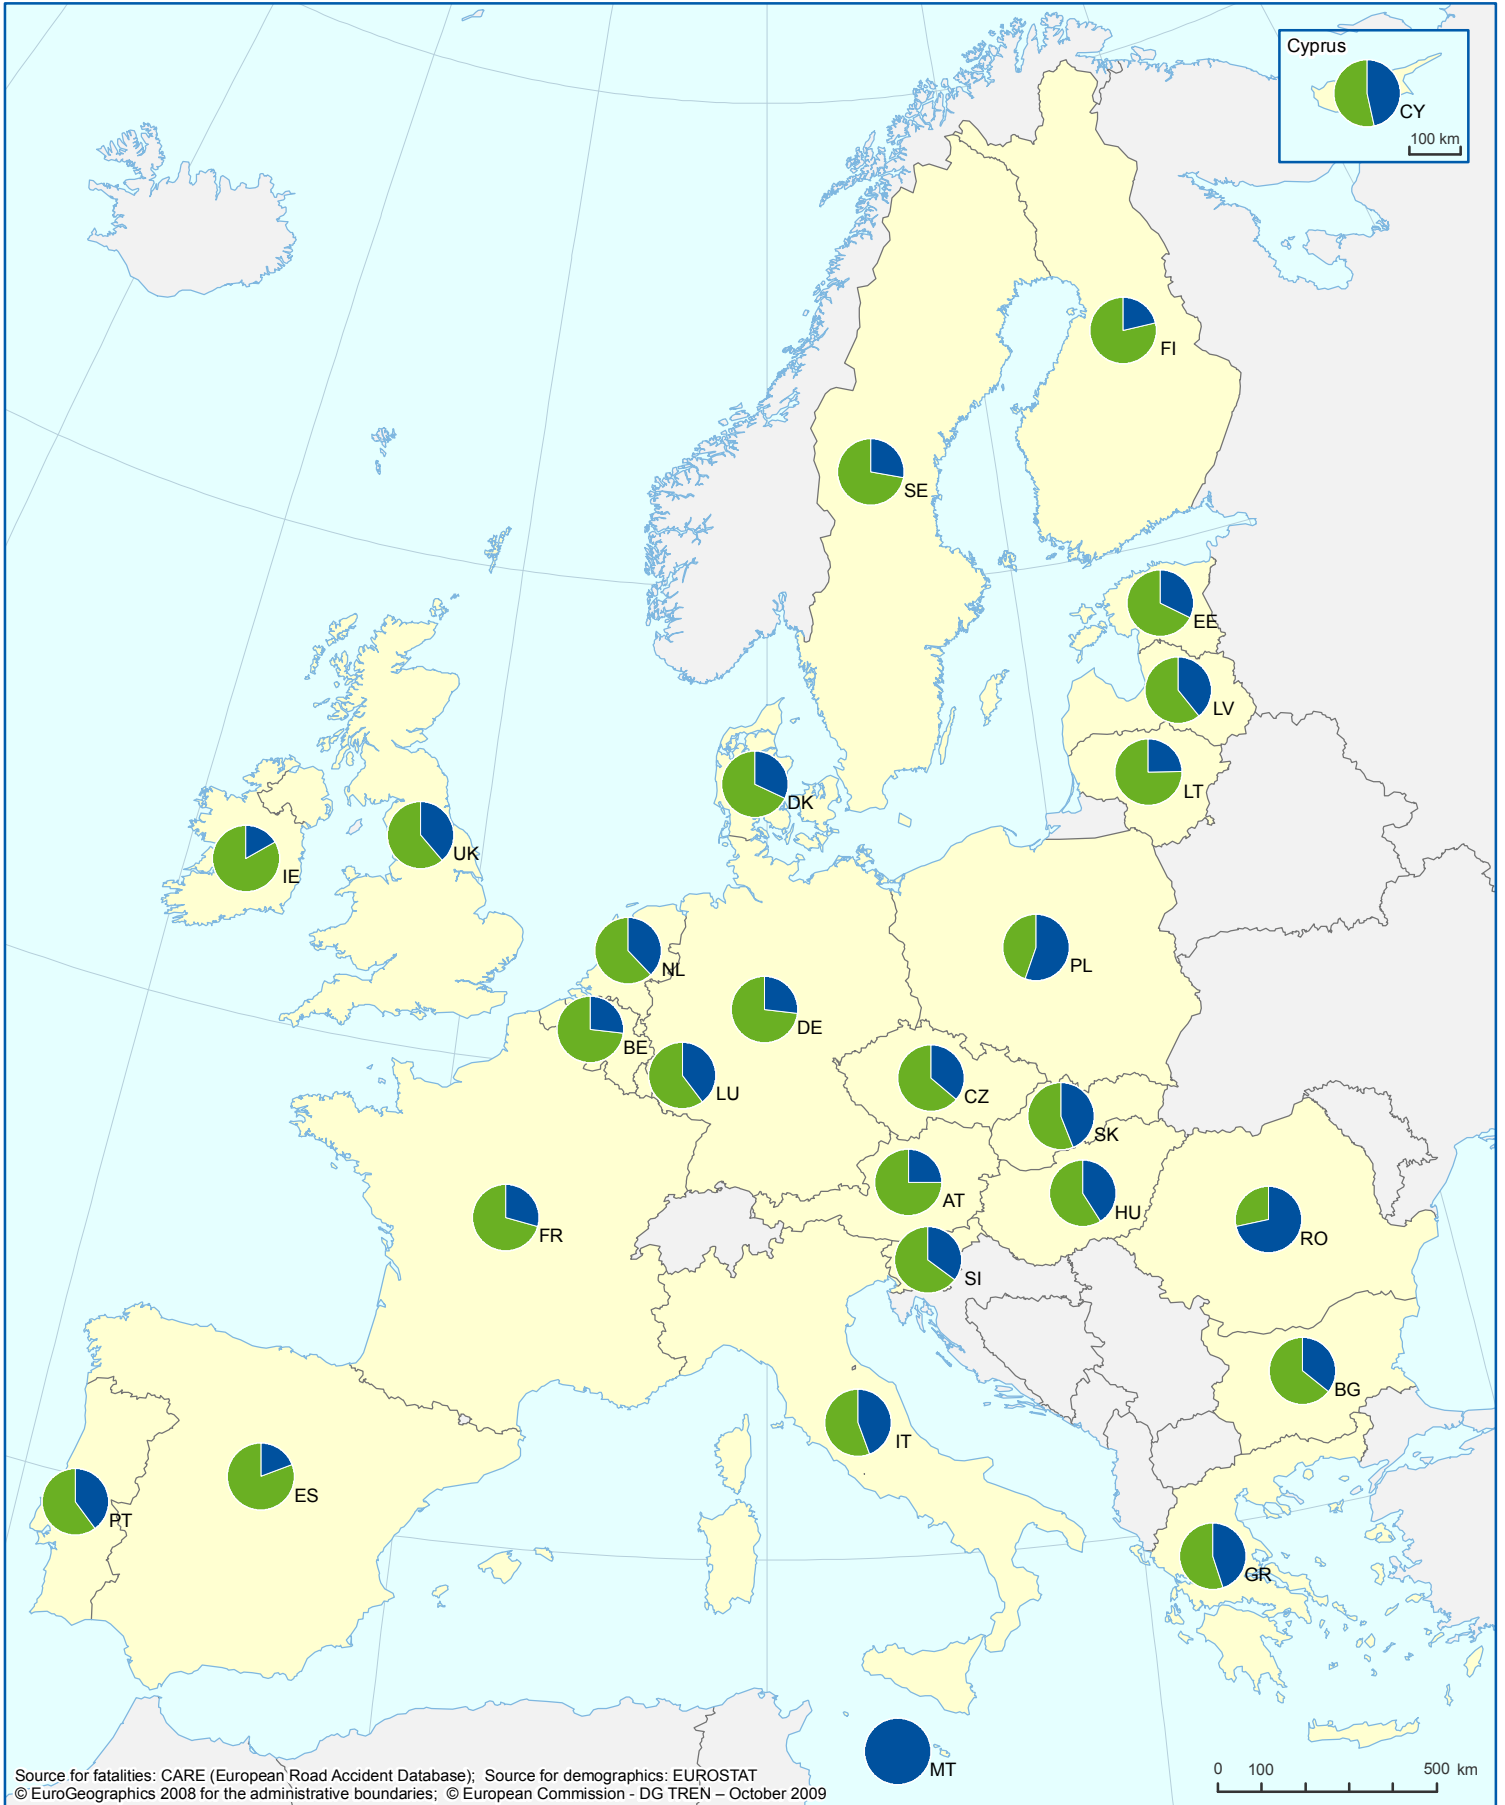 Cyprus
CY
100 km
FI
SE
EE
LV
LT
DK
UK
IE
NL
PL
DE
BE
LU
CZ
SK
AT
HU
FR
RO
SI
BG
IT
ES
PT
GR
MT
0 100 500 km
Source for fatalities: CARE (European Road Accident Database); Source for demographics: EUROSTAT
© EuroGeographics 2008 for the administrative boundaries; © European Commission - DG TREN – October 2009